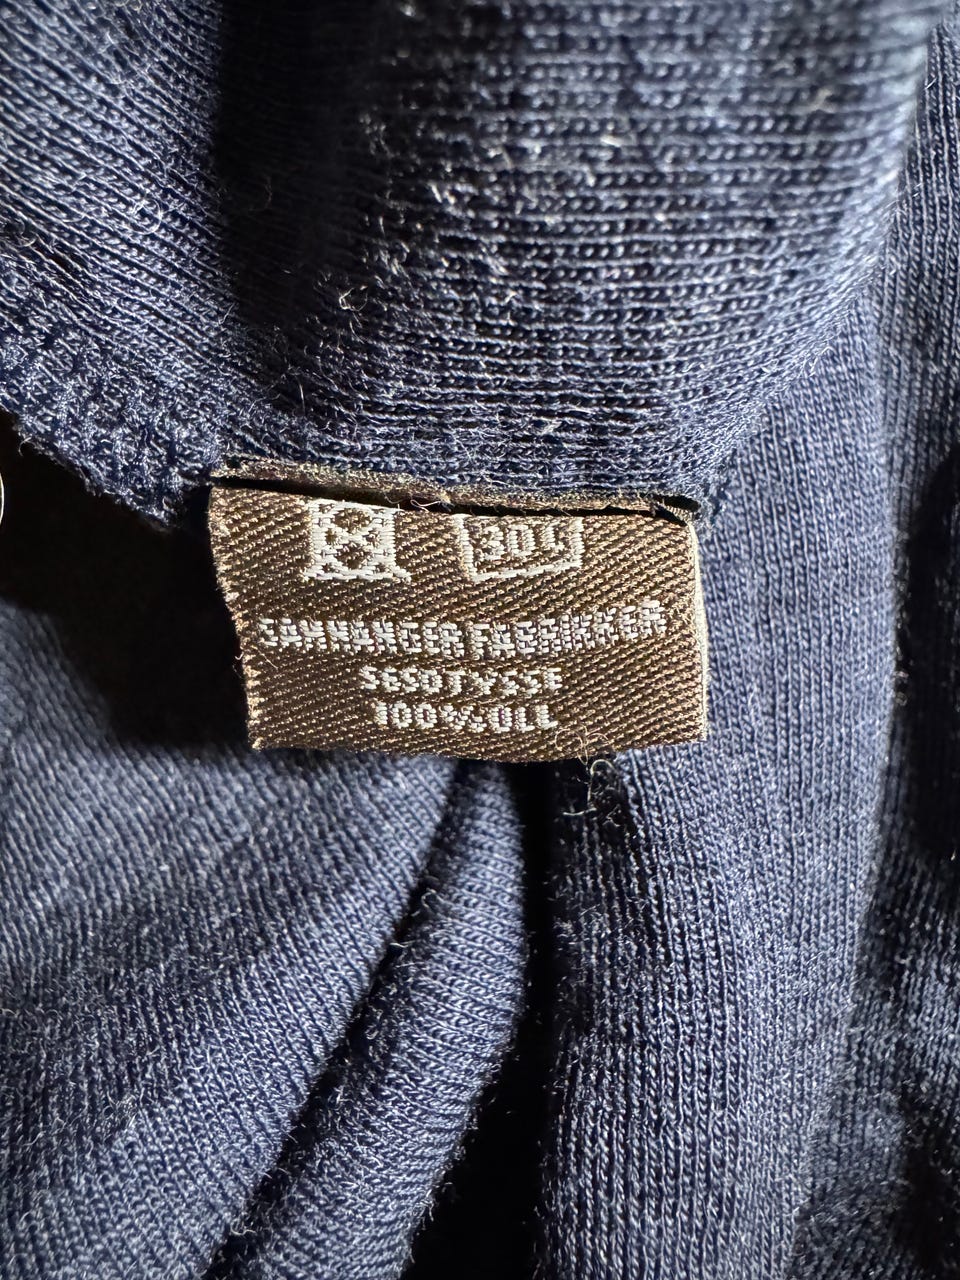 30°
SAMNANGER FABRIKKER
5650 TYSSE
100% ULL